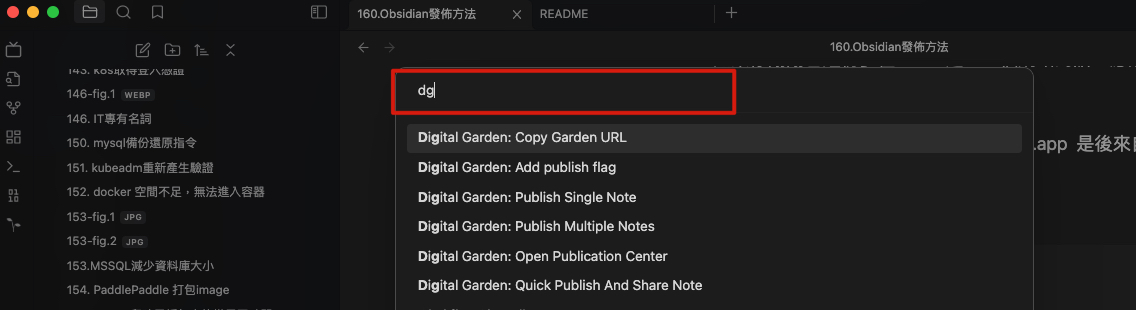 160.Obsidian發佈方法
README
160.Obsidian發佈方法
143. k8s取得登入憑證
146-fig.1 WEBP
146. IT專有名詞
150. mysql備份還原指令
151. kubeadm重新產生驗證
152. docker 空間不足，無法進入容器
153-fig.1 JPG
153-fig.2 JPG
153.MSSQL減少資料庫大小
154. PaddlePaddle 打包image
dg
Digital Garden: Copy Garden URL
Digital Garden: Add publish flag
Digital Garden: Publish Single Note
Digital Garden: Publish Multiple Notes
Digital Garden: Open Publication Center
Digital Garden: Quick Publish And Share Note
.app 是後來自